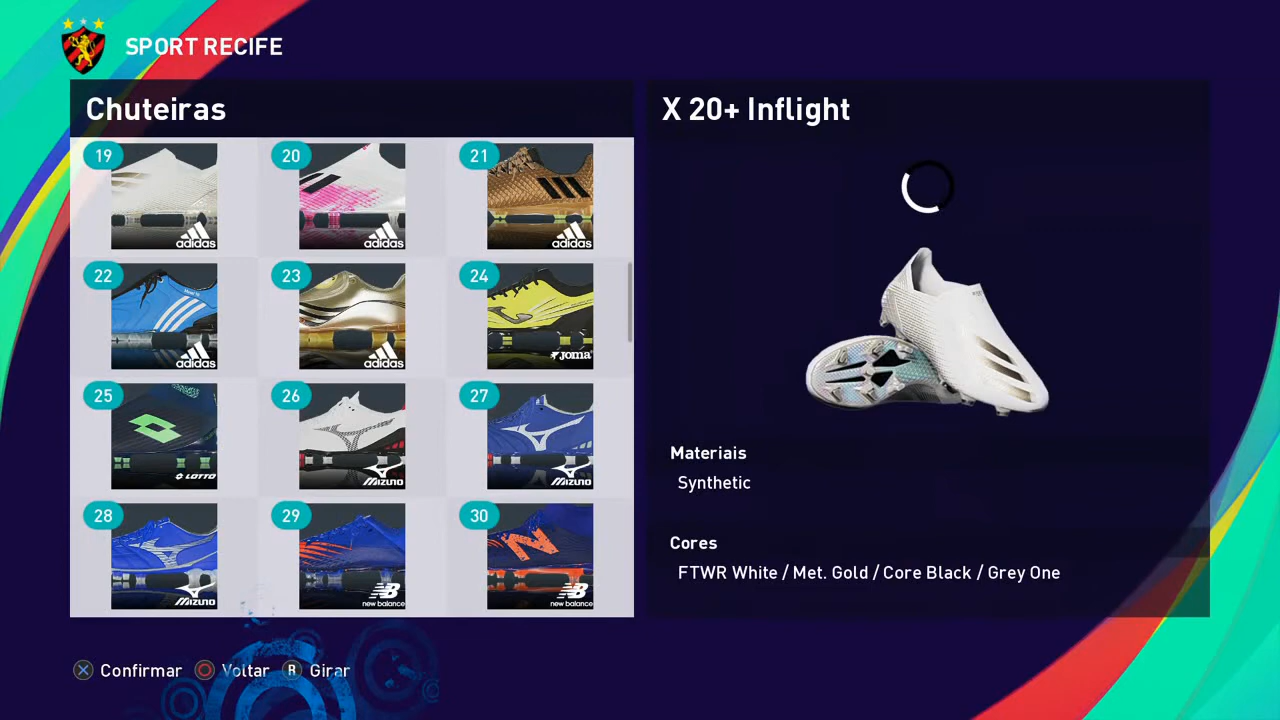 SPORT RECIFE
Chuteiras
19
adidas
20
adidas
21
adidas
22
adidas
23
adidas
24
Joma
25
LOTTO
26
MIZUNO
27
MIZUNO
28
MIZUNO
29
new balance
30
new balance
X 20+ Inflight
Materiais
Synthetic
Cores
FTWR White / Met. Gold / Core Black / Grey One
Confirmar
Voltar
R
Girar